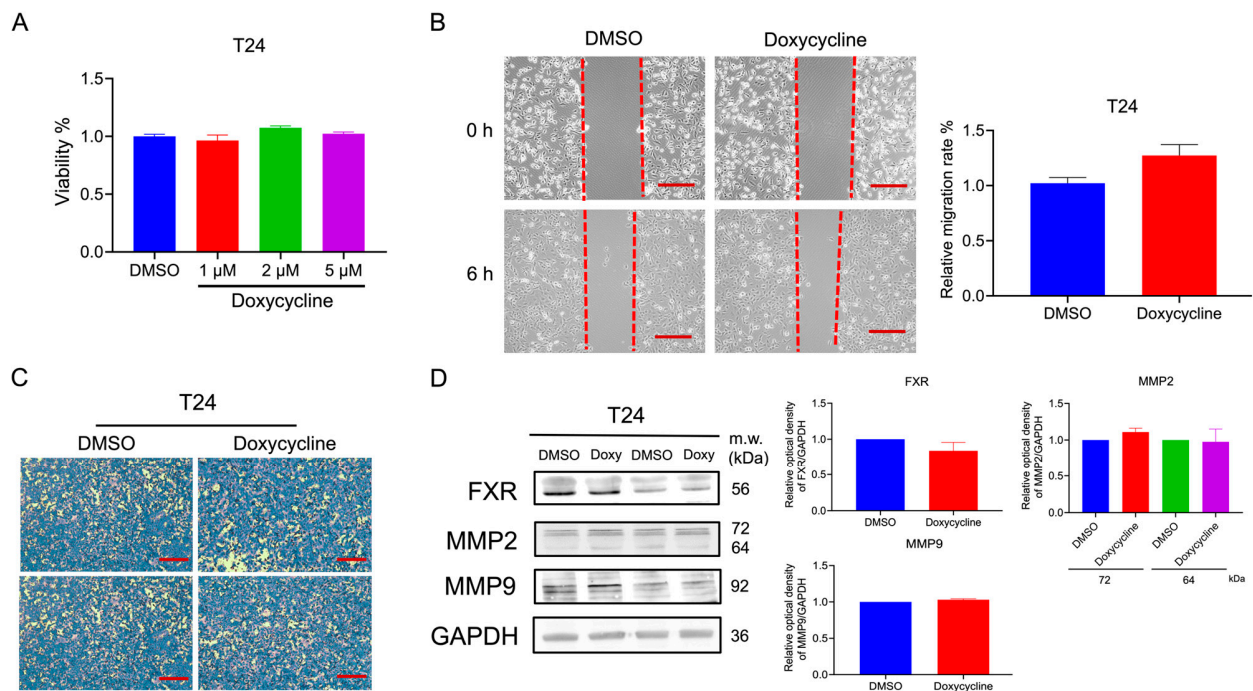 A
T24
Viability %
1.5
1.0
0.5
0.0
DMSO
1 μM
2 μM
5 μM
Doxycycline
B
DMSO
Doxycycline
0 h
6 h
T24
Relative migration rate %
1.5
1.0
0.5
0.0
DMSO
Doxycycline
C
T24
DMSO
Doxycycline
D
T24
m.w.
(kDa)
DMSO
Doxy
DMSO
Doxy
FXR
56
MMP2
72
64
MMP9
92
GAPDH
36
FXR
Relative optical density
of FXR/GAPDH
1.5
1.0
0.5
0.0
DMSO
Doxycycline
MMP2
Relative optical density
of MMP2/GAPDH
1.5
1.0
0.5
0.0
DMSO
Doxycycline
DMSO
Doxycycline
72
64
kDa
MMP9
Relative optical density
of MMP9/GAPDH
1.5
1.0
0.5
0.0
DMSO
Doxycycline